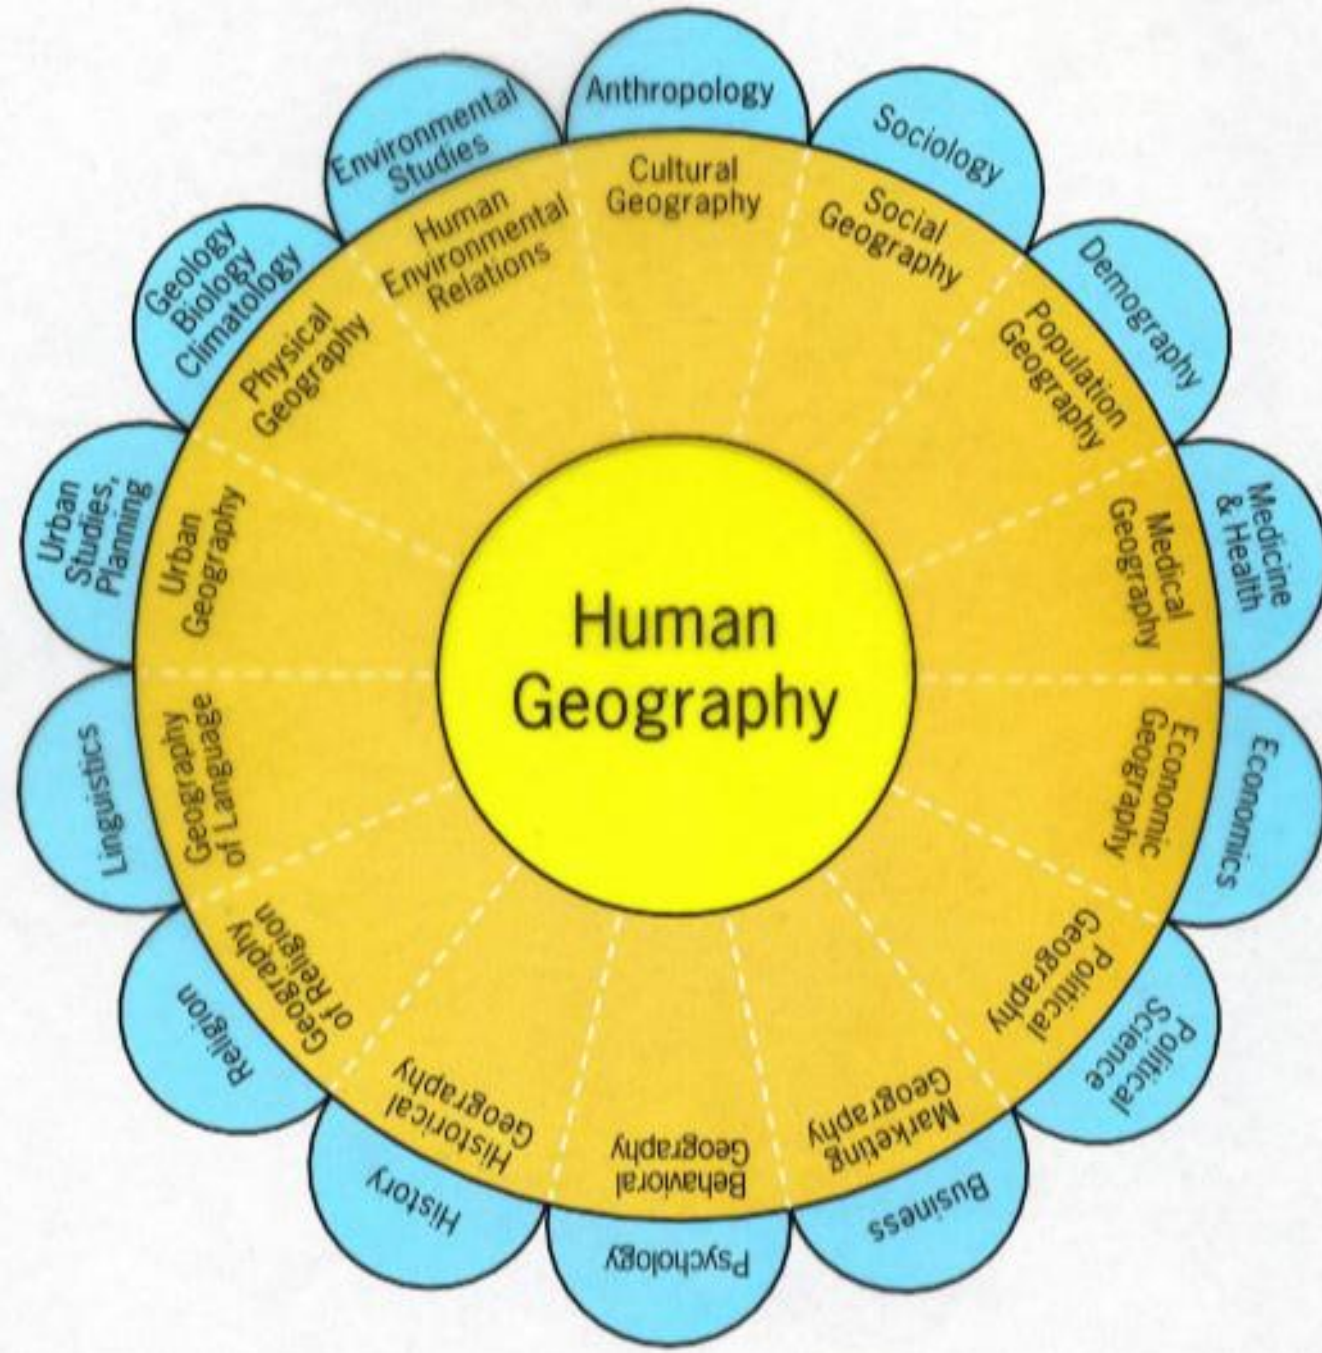 Anthropology
Sociology
Demography
Medicine
& Health
Economics
Political
Science
Business
Psychology
History
Religion
Linguistics
Urban
Studies,
Planning
Geology
Biology
Climatology
Environmental
Studies
Cultural
Geography
Social
Geography
Population
Geography
Medical
Geography
Economic
Geography
Political
Geography
Marketing
Geography
Behavioral
Geography
Historical
Geography
Geography
of Religion
Geography
of Language
Urban
Geography
Physical
Geography
Human
Environmental
Relations
Human
Geography